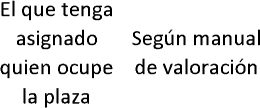 El que tenga
asignado
quien ocupe
la plaza
Según manual
de valoración